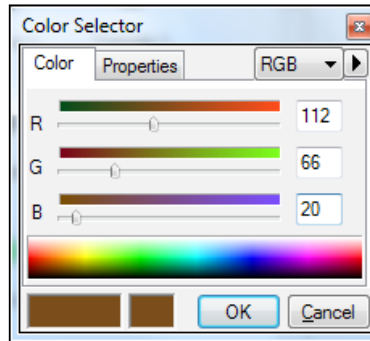 Color Selector
Color Properties RGB
R 112
G 66
B 20
OK Cancel